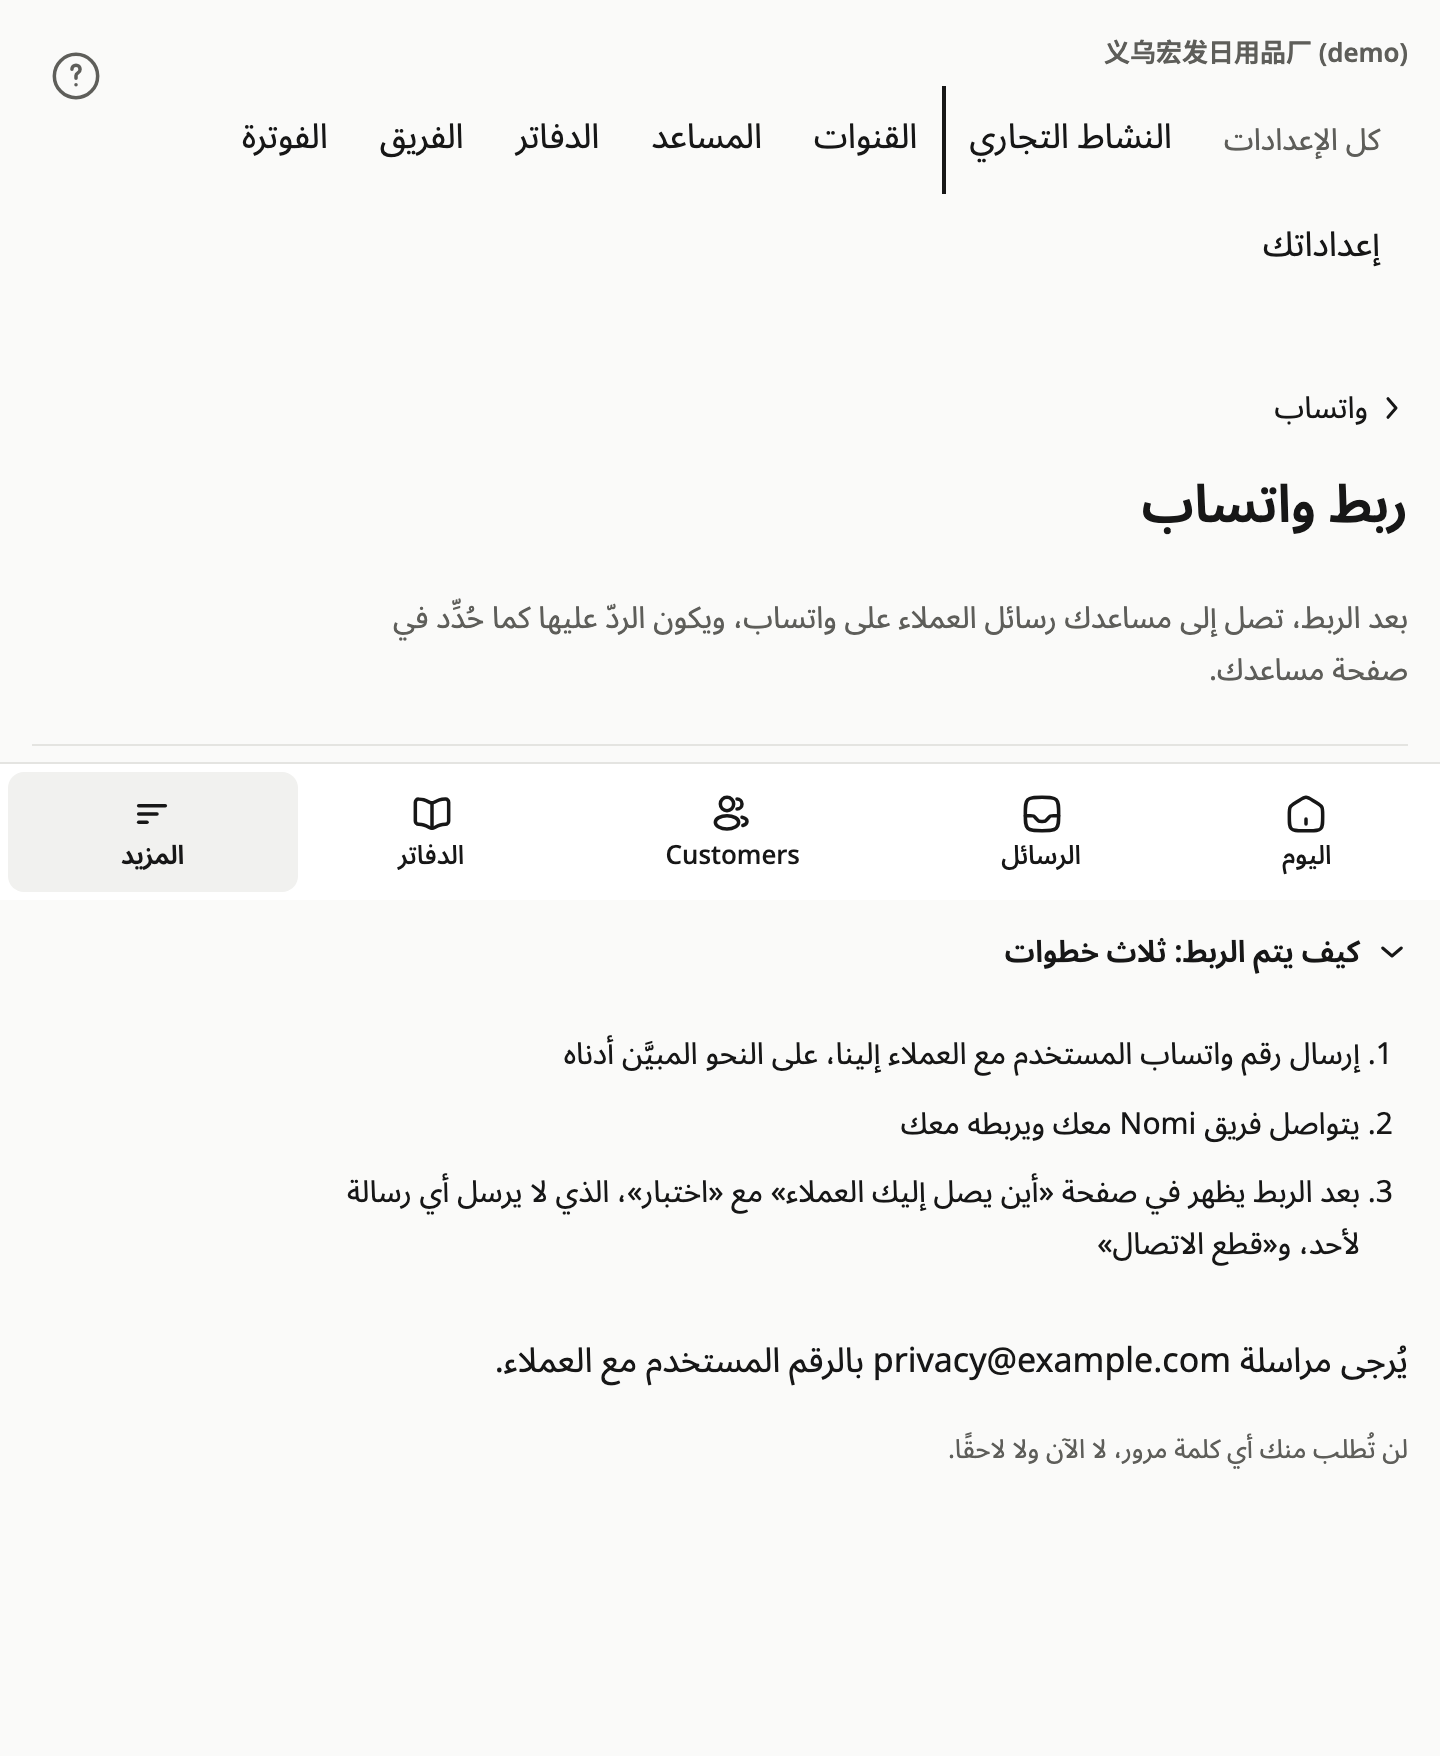 义乌宏发日用品厂 (demo)
كل الإعدادات
النشاط التجاري
القنوات
المساعد
الدفاتر
الفريق
الفوترة
إعداداتك
واتساب
ربط واتساب
بعد الربط، تصل إلى مساعدك رسائل العملاء على واتساب، ويكون الردّ عليها كما حُدِّد في
صفحة مساعدك.
اليوم
الرسائل
Customers
الدفاتر
المزيد
كيف يتم الربط: ثلاث خطوات
1. إرسال رقم واتساب المستخدم مع العملاء إلينا، على النحو المبيَّن أدناه
2. يتواصل فريق Nomi معك ويربطه معك
3. بعد الربط يظهر في صفحة «أين يصل إليك العملاء» مع «اختبار»، الذي لا يرسل أي رسالة
لأحد، و«قطع الاتصال»
يُرجى مراسلة privacy@example.com بالرقم المستخدم مع العملاء.
لن تُطلب منك أي كلمة مرور، لا الآن ولا لاحقًا.